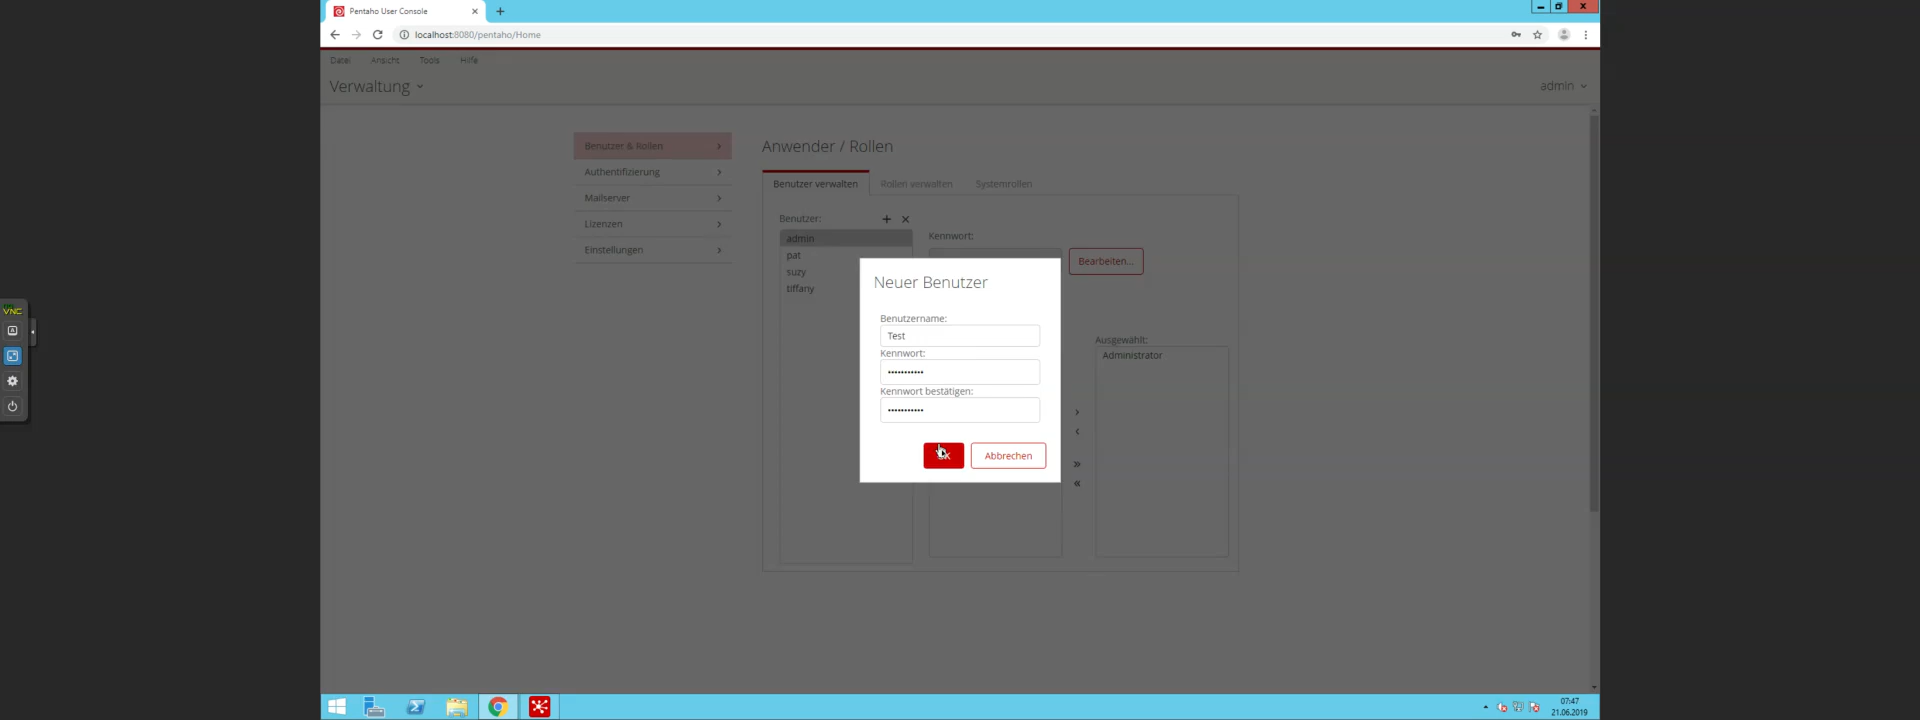 Pentaho User Console
localhost:8080/pentaho/Home
Datei Ansicht Tools Hilfe
Verwaltung
admin
Benutzer & Rollen
Authentifizierung
Mailserver
Lizenzen
Einstellungen
Anwender / Rollen
Benutzer verwalten Rollen verwalten Systemrollen
Benutzer:
admin
pat
suzy
tiffany
Kennwort:
Bearbeiten...
Neuer Benutzer
Benutzername:
Test
Kennwort:
•••••••••••
Kennwort bestätigen:
•••••••••••
Abbrechen
Ausgewählt:
Administrator
VNC
07:47
21.06.2019